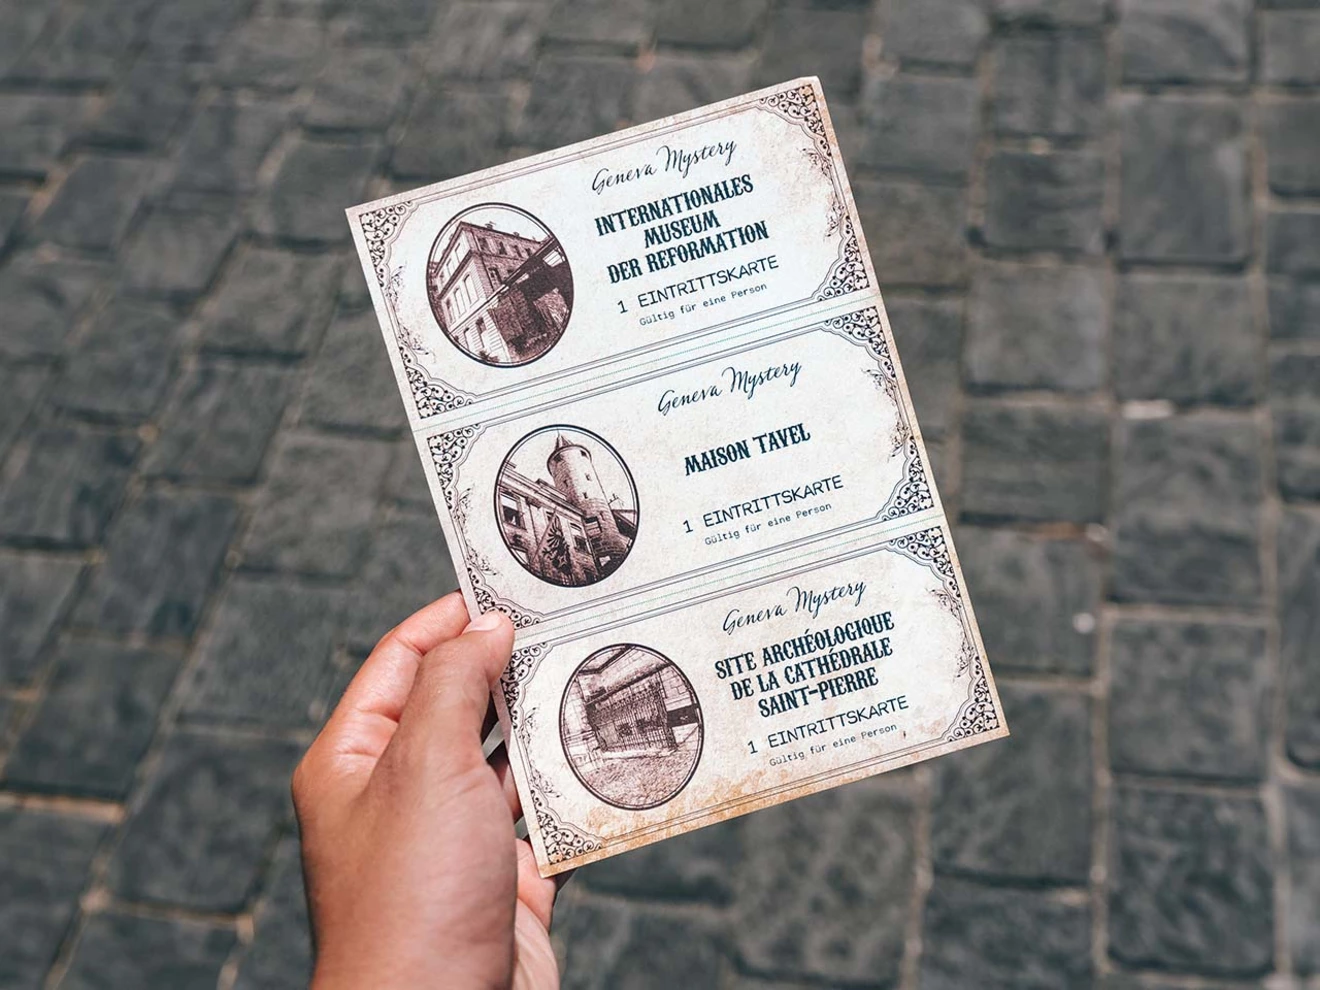 Geneva Mystery
INTERNATIONALES
MUSEUM
DER REFORMATION
1 EINTRITTSKARTE
Gültig für eine Person
Geneva Mystery
MAISON TAVEL
1 EINTRITTSKARTE
Gültig für eine Person
Geneva Mystery
SITE ARCHÉOLOGIQUE
DE LA CATHÉDRALE
SAINT-PIERRE
1 EINTRITTSKARTE
Gültig für eine Person